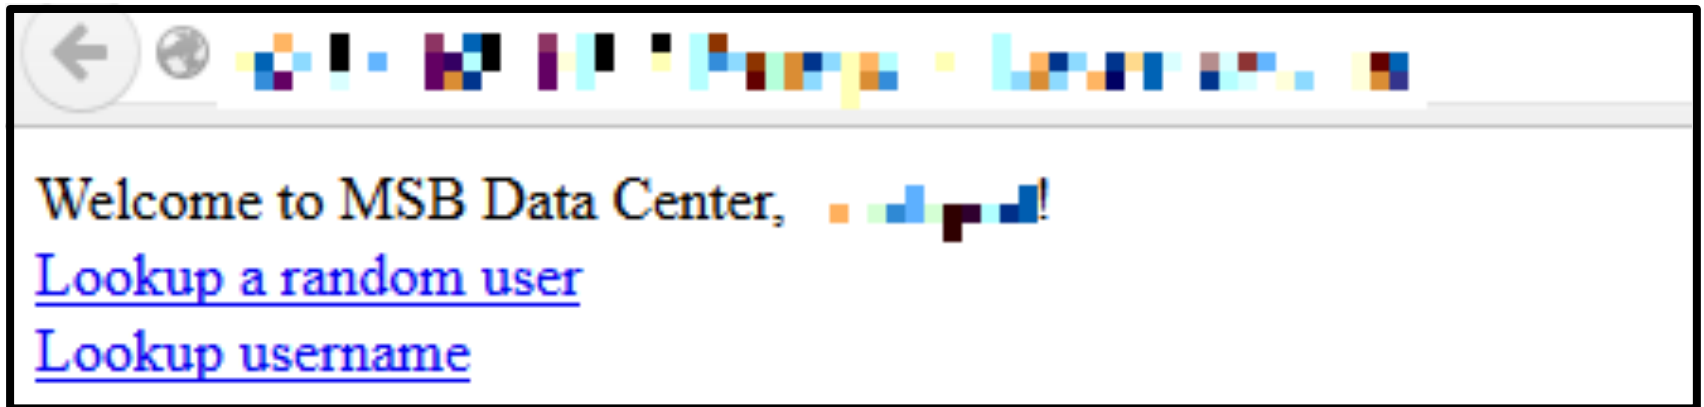 Welcome to MSB Data Center, !
Lookup a random user
Lookup username